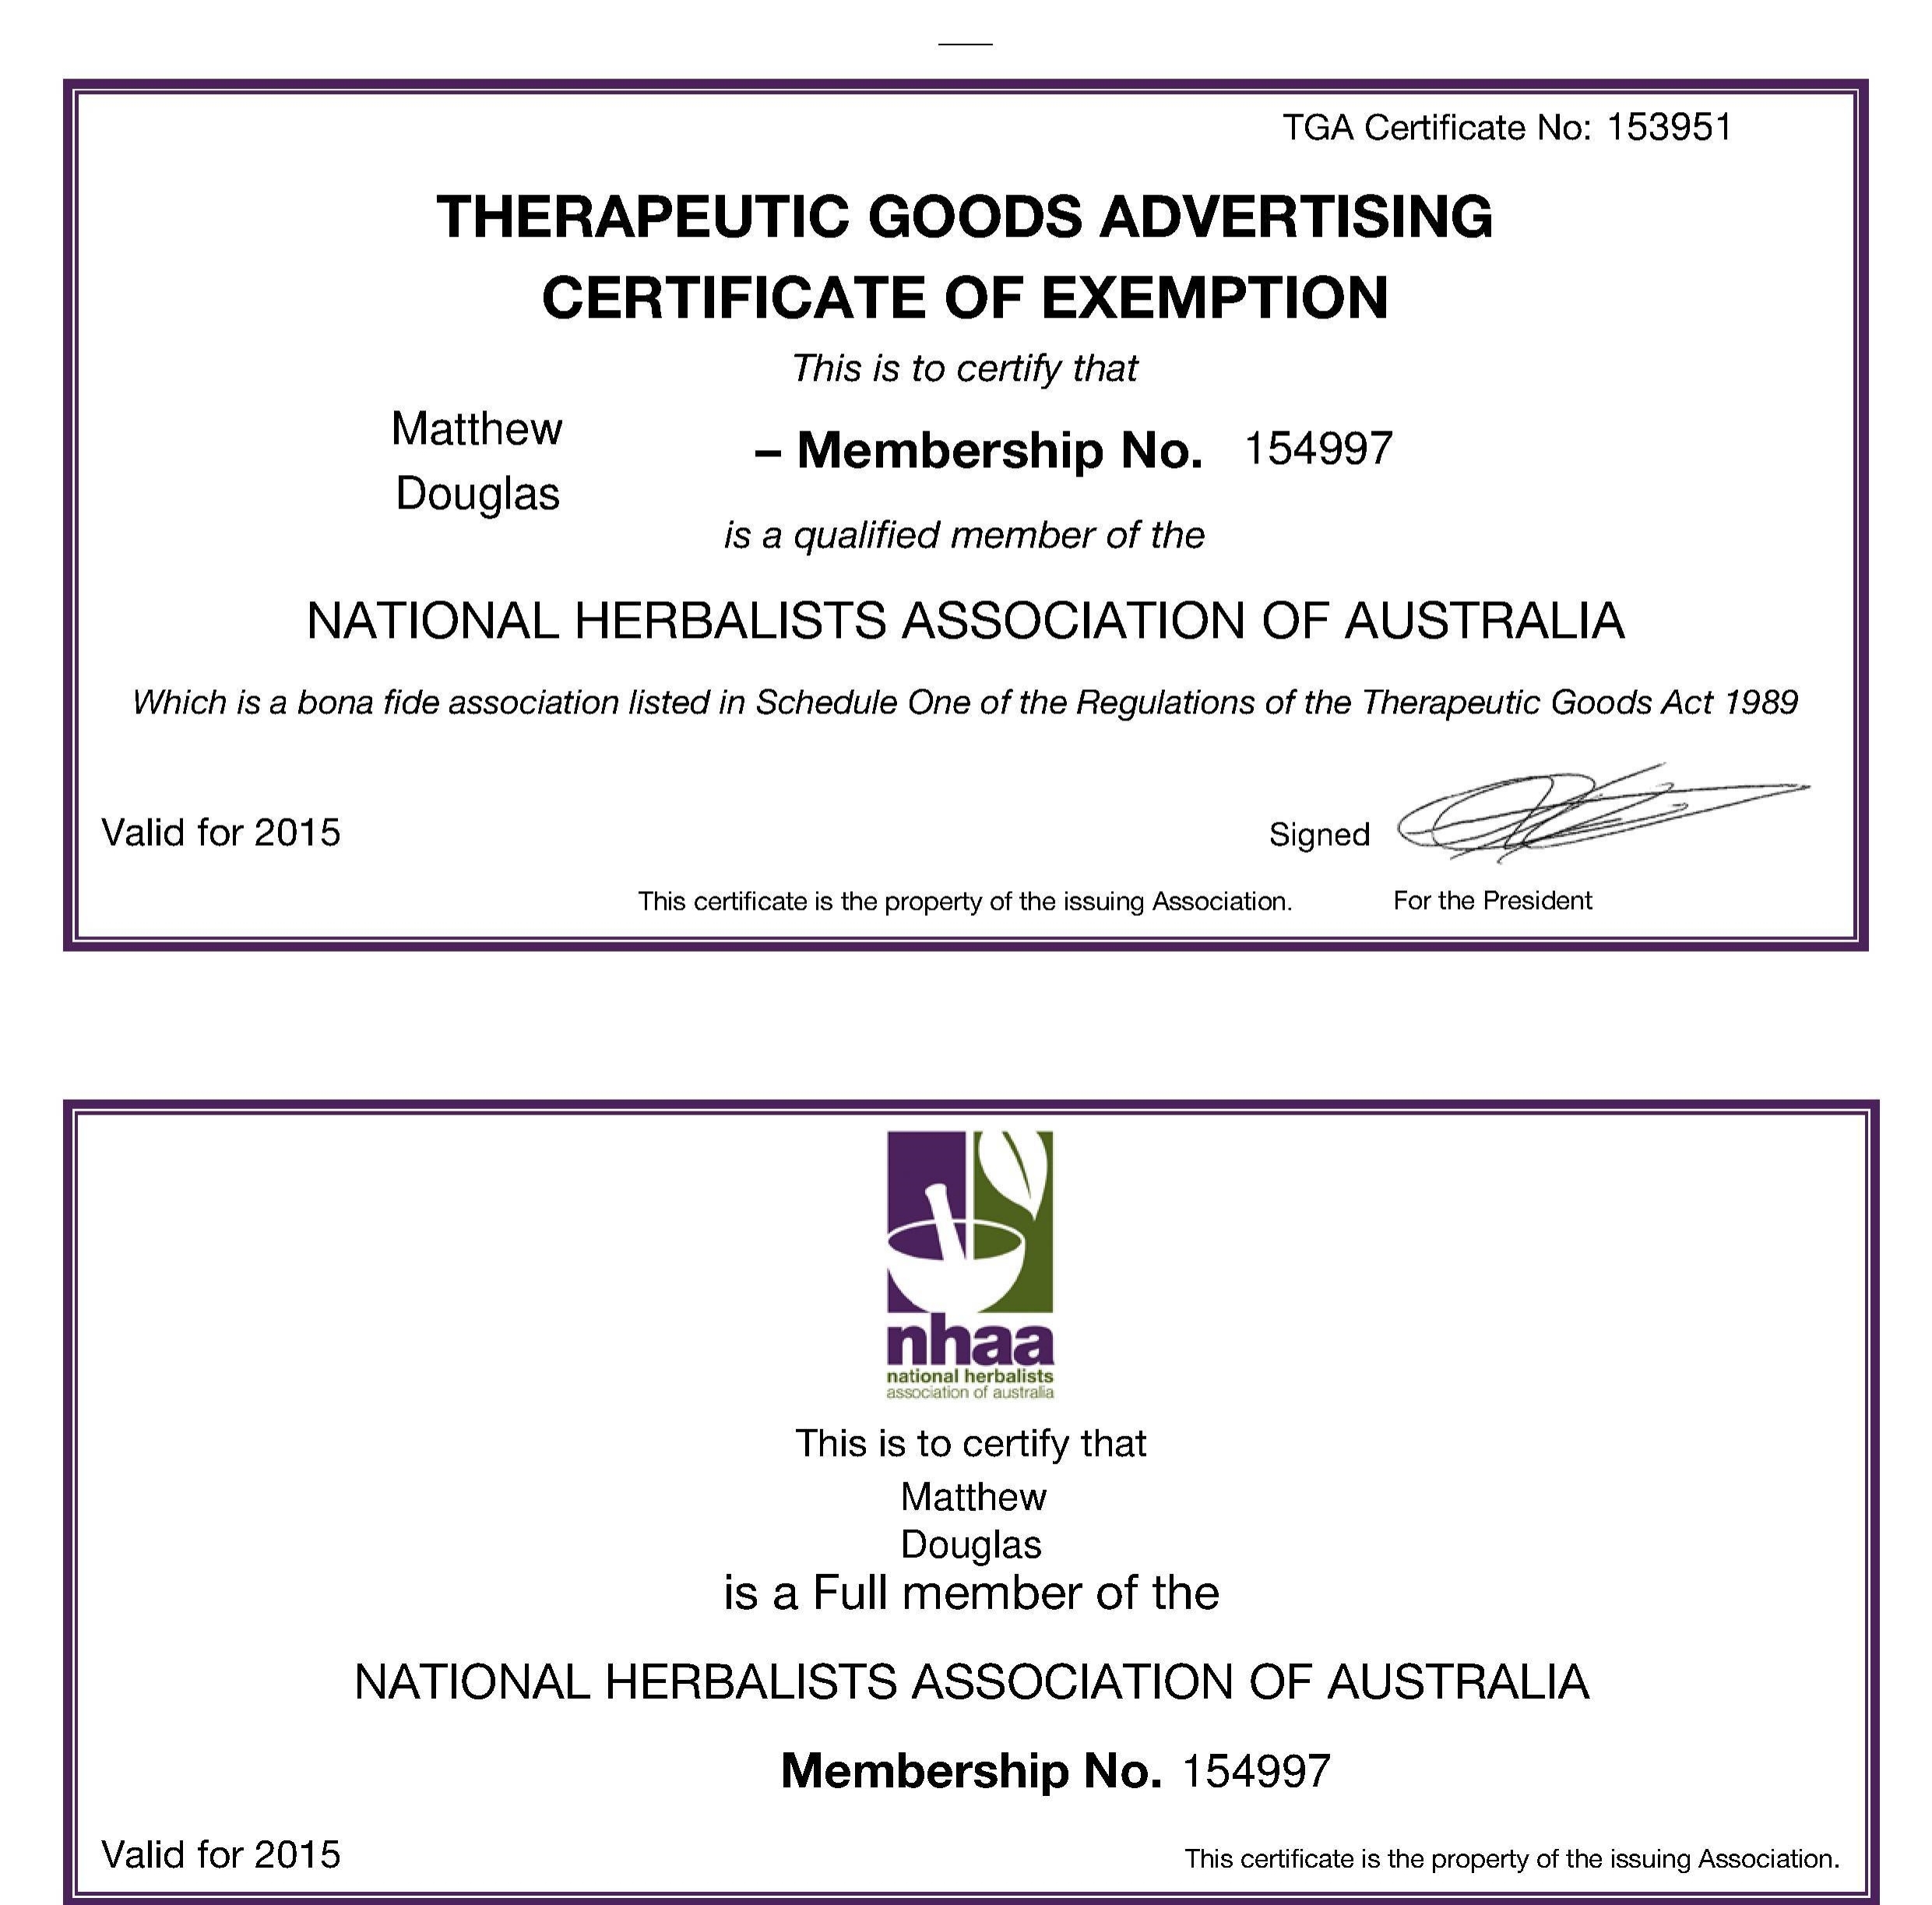 TGA Certificate No: 153951
THERAPEUTIC GOODS ADVERTISING
CERTIFICATE OF EXEMPTION
This is to certify that
Matthew
Douglas
– Membership No. 154997
is a qualified member of the
NATIONAL HERBALISTS ASSOCIATION OF AUSTRALIA
Which is a bona fide association listed in Schedule One of the Regulations of the Therapeutic Goods Act 1989
Valid for 2015
Signed
This certificate is the property of the issuing Association.
For the President
nhaa
national herbalists
association of australia
This is to certify that
Matthew
Douglas
is a Full member of the
NATIONAL HERBALISTS ASSOCIATION OF AUSTRALIA
Membership No. 154997
Valid for 2015
This certificate is the property of the issuing Association.